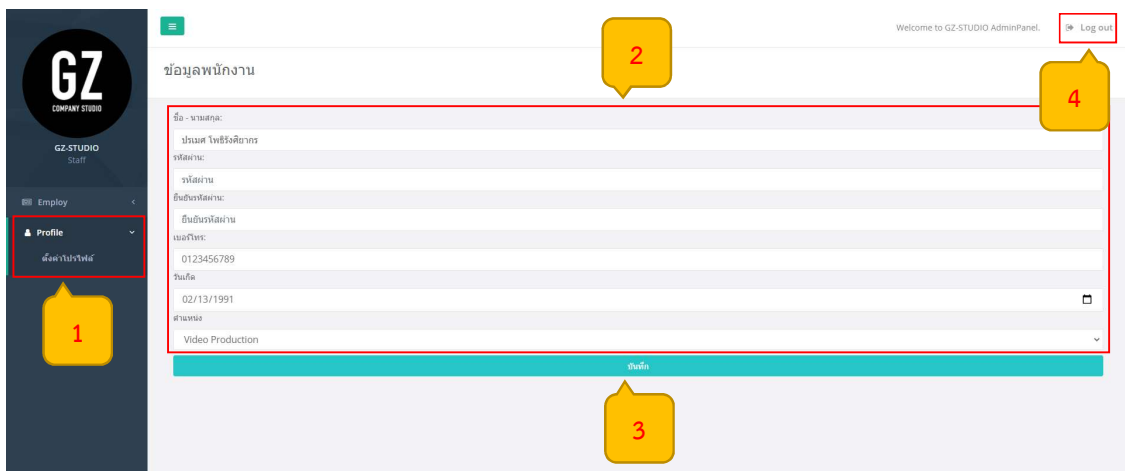 GZ
COMPANY STUDIO
GZ-STUDIO
Staff
Employ
Profile
ตั้งค่าโปรไฟล์
1
Welcome to GZ-STUDIO AdminPanel.
Log out
2
4
ข้อมูลพนักงาน
ชื่อ - นามสกุล:
ปรเมศ โพธิรังศิยากร
รหัสผ่าน:
รหัสผ่าน
ยืนยันรหัสผ่าน:
ยืนยันรหัสผ่าน
เบอร์โทร:
0123456789
วันเกิด
02/13/1991
ตำแหน่ง
Video Production
บันทึก
3